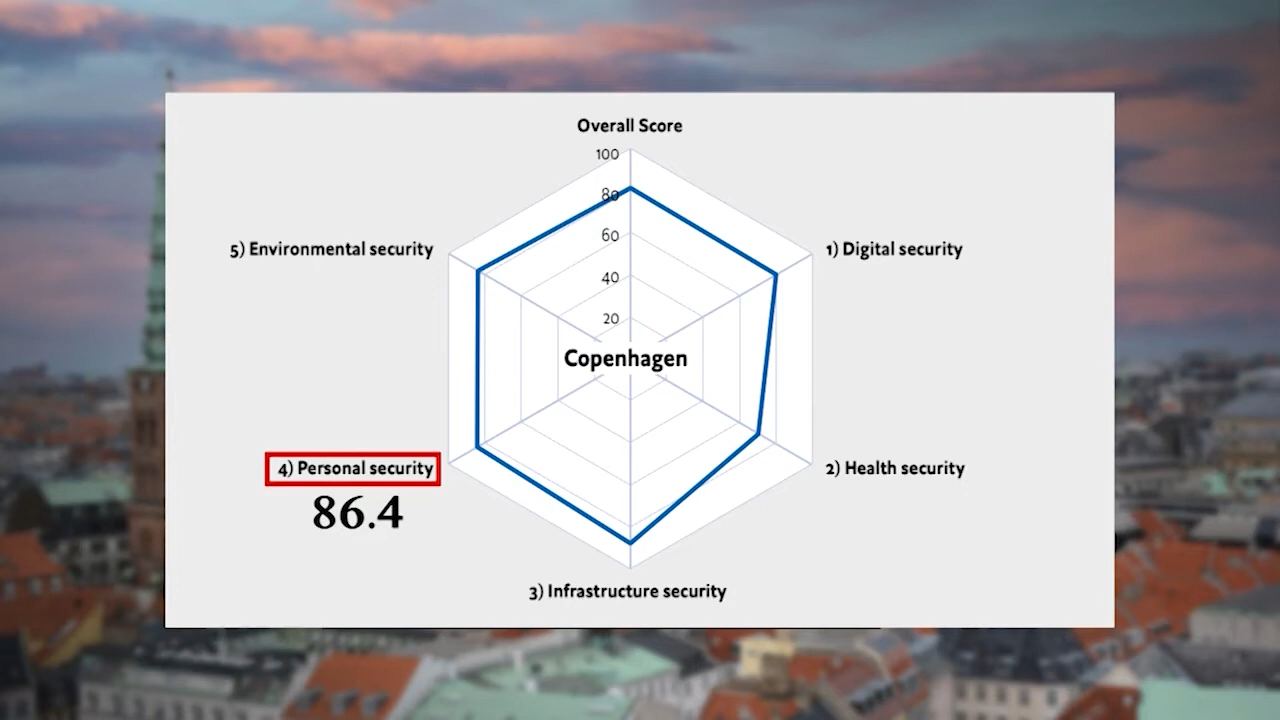 Overall Score
100
80
60
40
20
5) Environmental security
1) Digital security
Copenhagen
4) Personal security
86.4
2) Health security
3) Infrastructure security